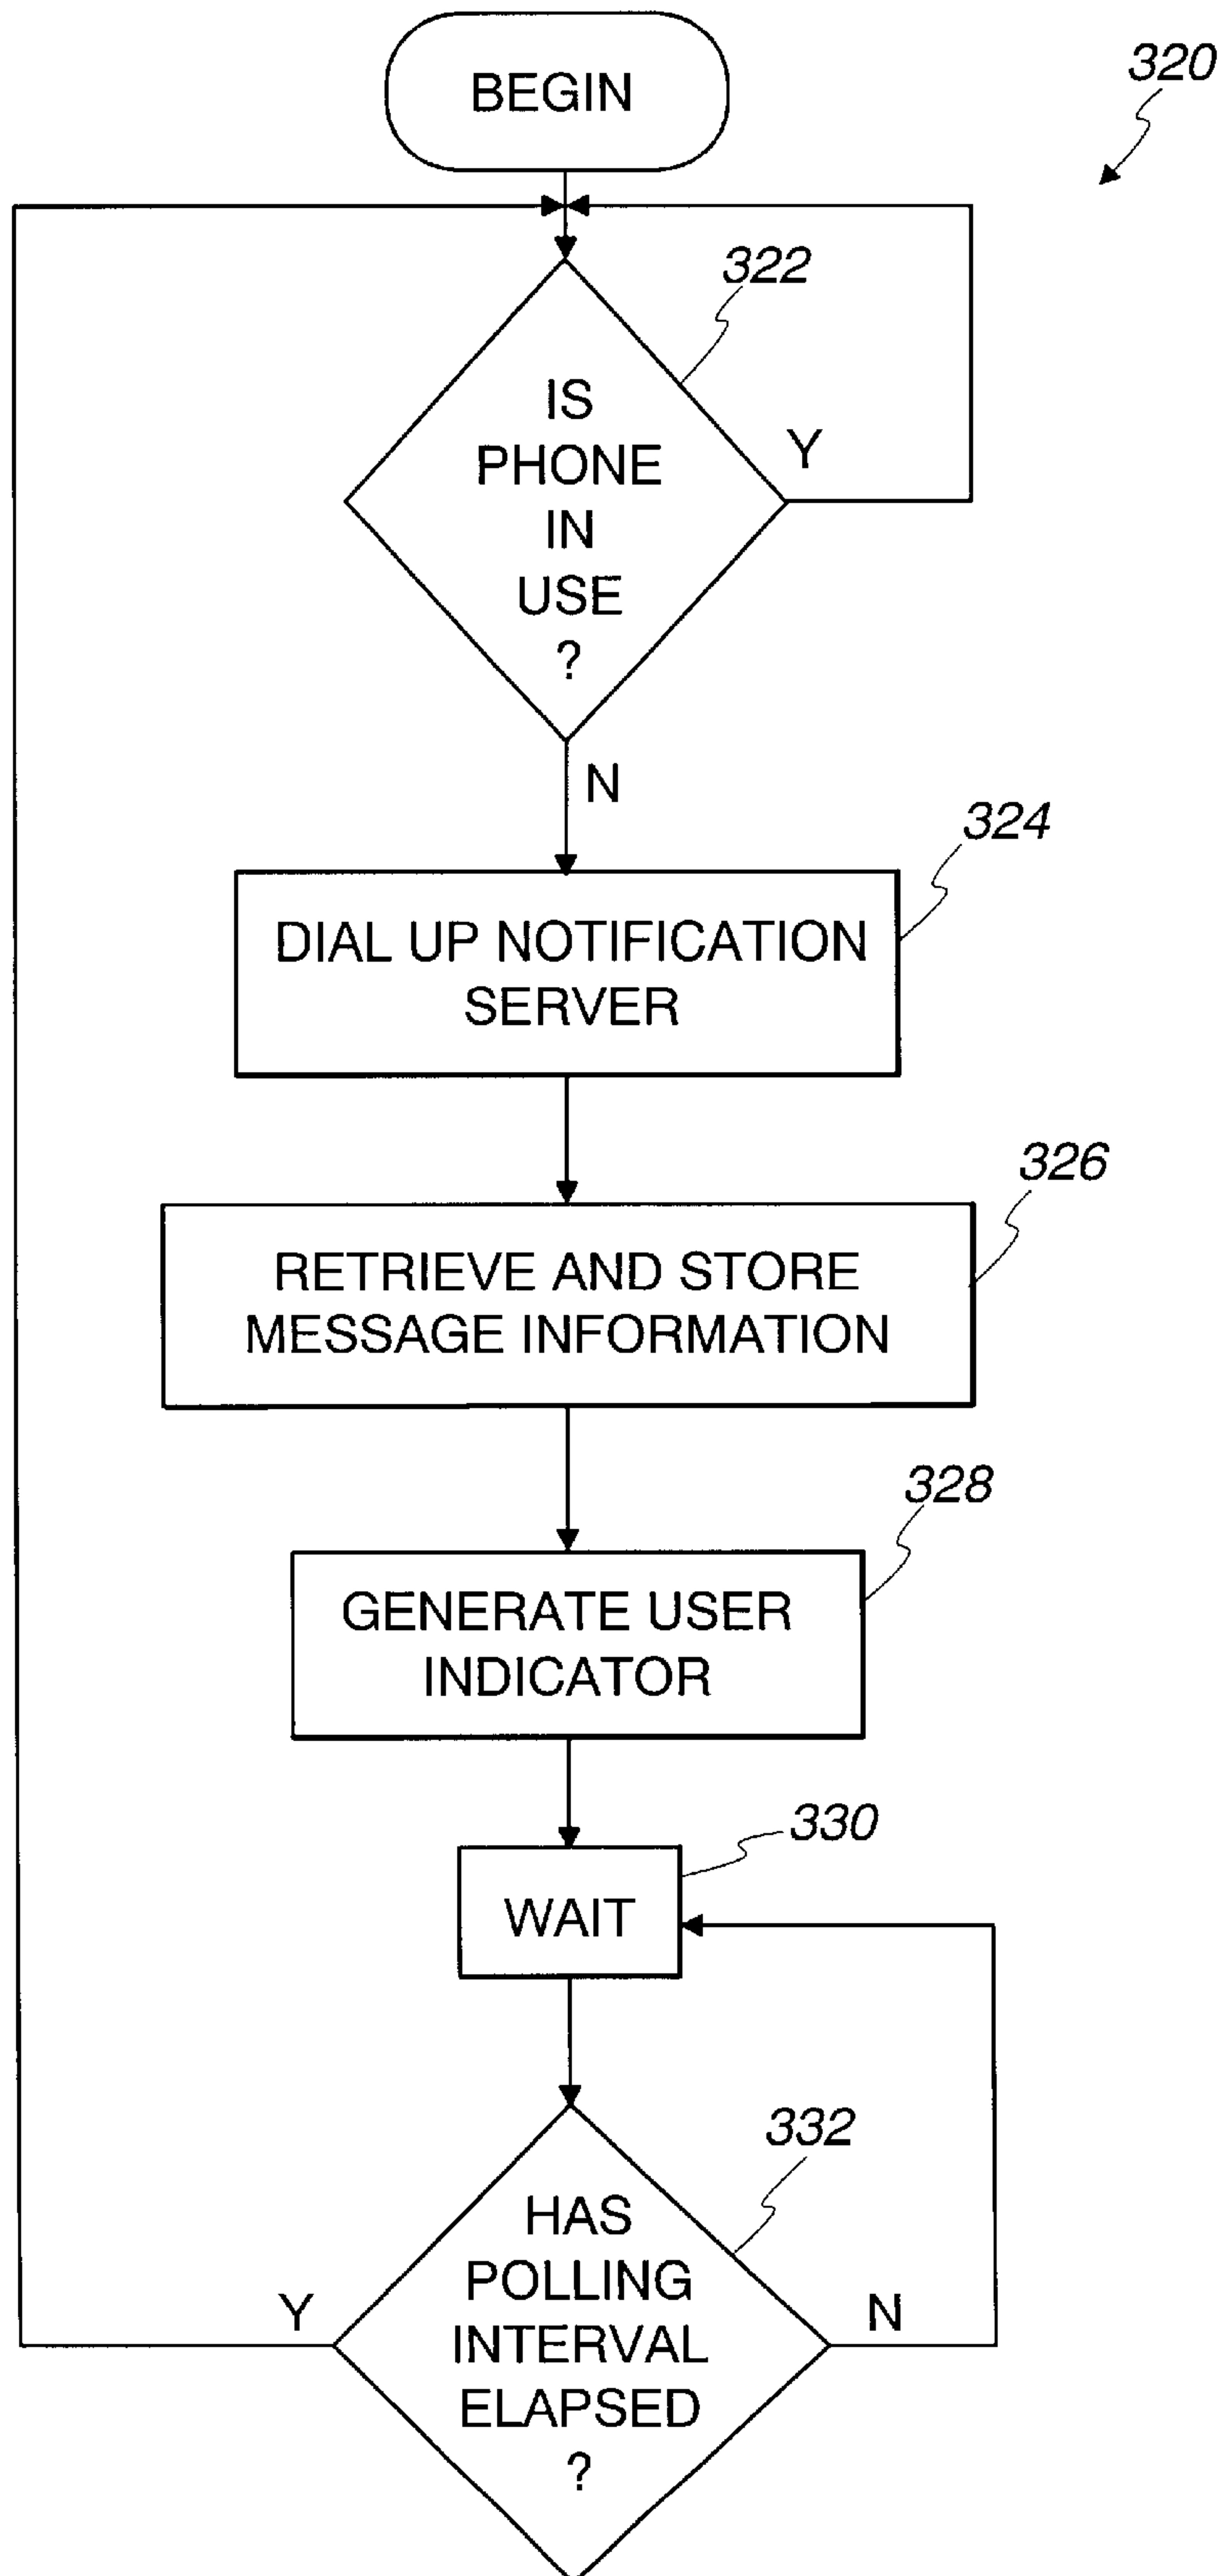 BEGIN
320
322
IS
PHONE
IN
USE
?
Y
N
324
DIAL UP NOTIFICATION
SERVER
326
RETRIEVE AND STORE
MESSAGE INFORMATION
328
GENERATE USER
INDICATOR
330
WAIT
332
HAS
POLLING
INTERVAL
ELAPSED
?
Y
N